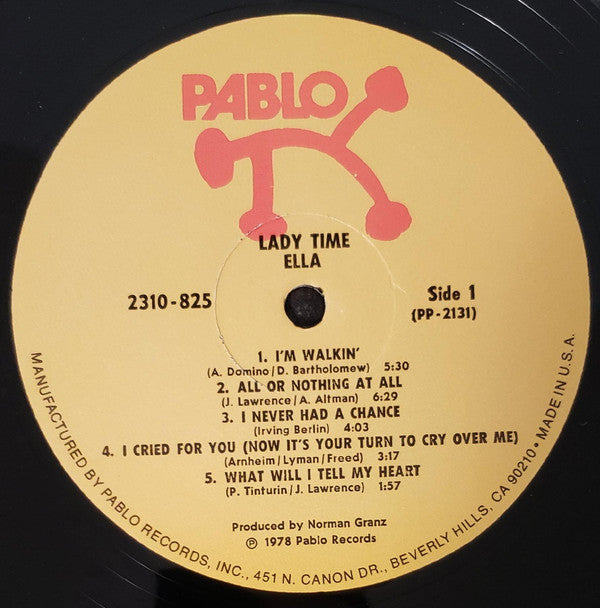 PABLO
LADY TIME
ELLA
2310-825
Side 1
(PP-2131)
1. I'M WALKIN'
(A. Domino/D. Bartholomew) 5:30
2. ALL OR NOTHING AT ALL
(J. Lawrence/A. Altman) 6:29
3. I NEVER HAD A CHANCE
(Irving Berlin) 4:03
4. I CRIED FOR YOU (NOW IT'S YOUR TURN TO CRY OVER ME)
(Arnheim/Lyman/Freed) 3:17
5. WHAT WILL I TELL MY HEART
(P. Tinturin/J. Lawrence) 1:57
Produced by Norman Granz
℗ 1978 Pablo Records
MANUFACTURED BY PABLO RECORDS, INC., 451 N. CANON DR., BEVERLY HILLS, CA 90210 • MADE IN U.S.A.